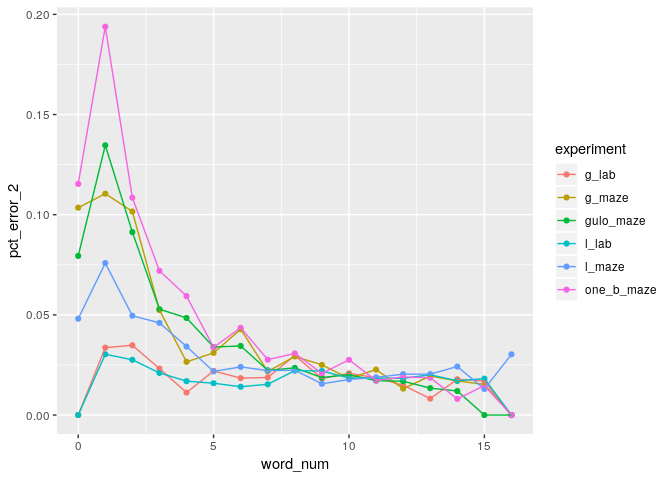 0.20
0.15
0.10
0.05
0.00
pct_error_2
0
5
10
15
word_num
experiment
g_lab
g_maze
gulo_maze
l_lab
l_maze
one_b_maze